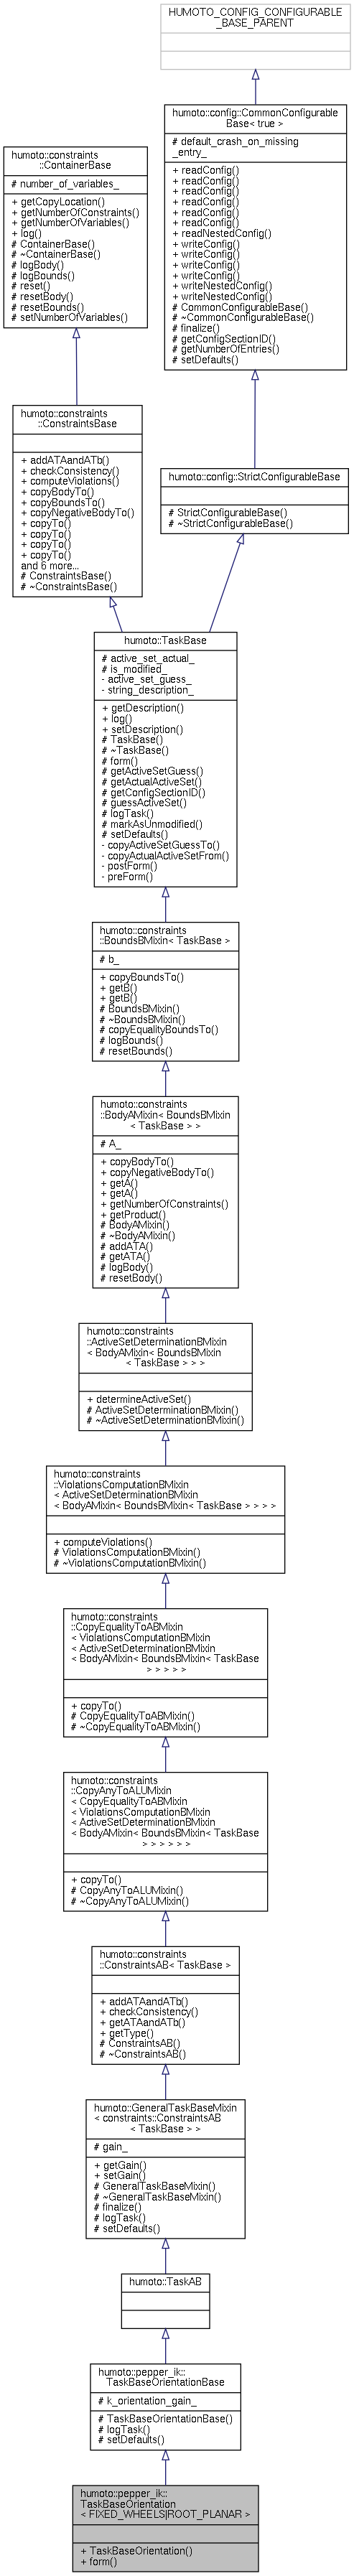 HUMOTO_CONFIG_CONFIGURABLE
_BASE_PARENT
humoto::config::CommonConfigurable
Base< true >
# default_crash_on_missing
_entry_
+ readConfig()
+ readConfig()
+ readConfig()
+ readConfig()
+ readConfig()
+ readConfig()
+ readNestedConfig()
+ writeConfig()
+ writeConfig()
+ writeConfig()
+ writeConfig()
+ writeNestedConfig()
+ writeNestedConfig()
# CommonConfigurableBase()
# ~CommonConfigurableBase()
# finalize()
# getConfigSectionID()
# getNumberOfEntries()
# setDefaults()
humoto::constraints
::ContainerBase
# number_of_variables_
+ getCopyLocation()
+ getNumberOfConstraints()
+ getNumberOfVariables()
+ log()
# ContainerBase()
# ~ContainerBase()
# logBody()
# logBounds()
# reset()
# resetBody()
# resetBounds()
# setNumberOfVariables()
humoto::constraints
::ConstraintsBase
+ addATAandATb()
+ checkConsistency()
+ computeViolations()
+ copyBodyTo()
+ copyBoundsTo()
+ copyNegativeBodyTo()
+ copyTo()
+ copyTo()
+ copyTo()
+ copyTo()
and 6 more...
# ConstraintsBase()
# ~ConstraintsBase()
humoto::config::StrictConfigurableBase
# StrictConfigurableBase()
# ~StrictConfigurableBase()
humoto::TaskBase
# active_set_actual_
# is_modified_
- active_set_guess_
- string_description_
+ getDescription()
+ log()
+ setDescription()
# TaskBase()
# ~TaskBase()
# form()
# getActiveSetGuess()
# getActualActiveSet()
# getConfigSectionID()
# guessActiveSet()
# logTask()
# markAsUnmodified()
# setDefaults()
- copyActiveSetGuessTo()
- copyActualActiveSetFrom()
- postForm()
- preForm()
humoto::constraints
::BoundsBMixin< TaskBase >
# b_
+ copyBoundsTo()
+ getB()
+ getB()
# BoundsBMixin()
# ~BoundsBMixin()
# copyEqualityBoundsTo()
# logBounds()
# resetBounds()
humoto::constraints
::BodyAMixin< BoundsBMixin
< TaskBase > >
# A_
+ copyBodyTo()
+ copyNegativeBodyTo()
+ getA()
+ getA()
+ getNumberOfConstraints()
+ getProduct()
# BodyAMixin()
# ~BodyAMixin()
# addATA()
# getATA()
# logBody()
# resetBody()
humoto::constraints
::ActiveSetDeterminationBMixin
< BodyAMixin< BoundsBMixin
< TaskBase > > >
+ determineActiveSet()
# ActiveSetDeterminationBMixin()
# ~ActiveSetDeterminationBMixin()
humoto::constraints
::ViolationsComputationBMixin
< ActiveSetDeterminationBMixin
< BodyAMixin< BoundsBMixin< TaskBase > > > >
+ computeViolations()
# ViolationsComputationBMixin()
# ~ViolationsComputationBMixin()
humoto::constraints
::CopyEqualityToABMixin
< ViolationsComputationBMixin
< ActiveSetDeterminationBMixin
< BodyAMixin< BoundsBMixin< TaskBase
> > > > >
+ copyTo()
# CopyEqualityToABMixin()
# ~CopyEqualityToABMixin()
humoto::constraints
::CopyAnyToALUMixin
< CopyEqualityToABMixin
< ViolationsComputationBMixin
< ActiveSetDeterminationBMixin
< BodyAMixin< BoundsBMixin< TaskBase
> > > > > >
+ copyTo()
# CopyAnyToALUMixin()
# ~CopyAnyToALUMixin()
humoto::constraints
::ConstraintsAB< TaskBase >
+ addATAandATb()
+ checkConsistency()
+ getATAandATb()
+ getType()
# ConstraintsAB()
# ~ConstraintsAB()
humoto::GeneralTaskBaseMixin
< constraints::ConstraintsAB
< TaskBase > >
# gain_
+ getGain()
+ setGain()
# GeneralTaskBaseMixin()
# ~GeneralTaskBaseMixin()
# finalize()
# logTask()
# setDefaults()
humoto::TaskAB
humoto::pepper_ik::
TaskBaseOrientationBase
# k_orientation_gain_
# TaskBaseOrientationBase()
# logTask()
# setDefaults()
humoto::pepper_ik::
TaskBaseOrientation
< FIXED_WHEELS|ROOT_PLANAR >
+ TaskBaseOrientation()
+ form()